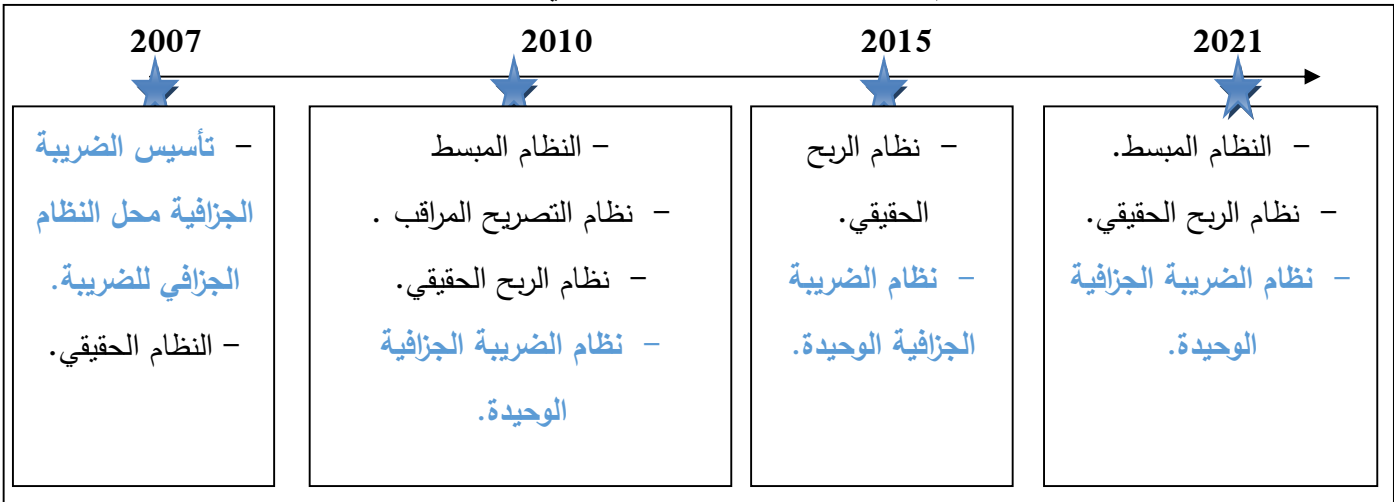 2007
2010
2015
2021
– تأسيس الضريبة
الجزافية محل النظام
الجزافي للضريبة.
– النظام الحقيقي.
– النظام المبسط
– نظام التصريح المراقب .
– نظام الربح الحقيقي.
– نظام الضريبة الجزافية
الوحيدة.
– نظام الربح
الحقيقي.
– نظام الضريبة
الجزافية الوحيدة.
– النظام المبسط.
– نظام الربح الحقيقي.
– نظام الضريبة الجزافية
الوحيدة.